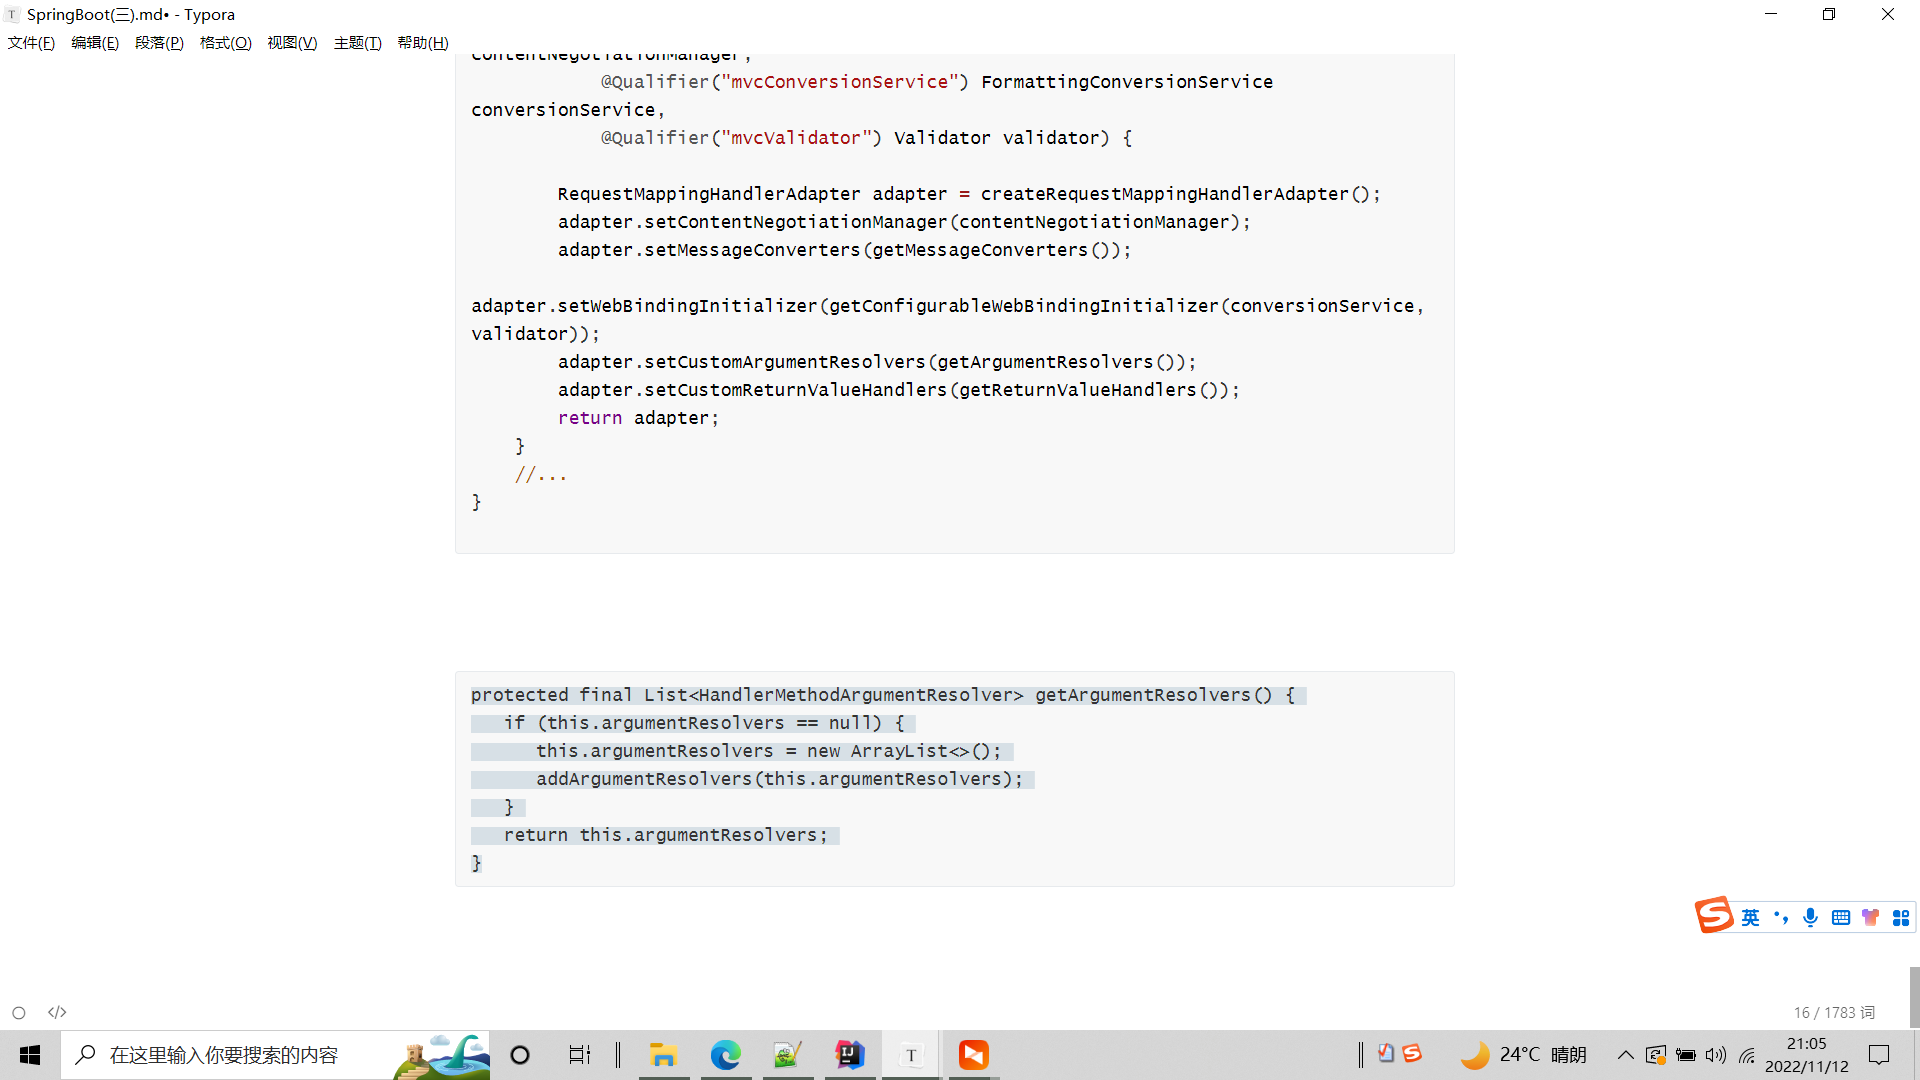 SpringBoot(三).md• - Typora
文件(F) 编辑(E) 段落(P) 格式(O) 视图(V) 主题(T) 帮助(H)
contentNegotiationManager,
@Qualifier("mvcConversionService") FormattingConversionService
conversionService,
@Qualifier("mvcValidator") Validator validator) {
RequestMappingHandlerAdapter adapter = createRequestMappingHandlerAdapter();
adapter.setContentNegotiationManager(contentNegotiationManager);
adapter.setMessageConverters(getMessageConverters());
adapter.setWebBindingInitializer(getConfigurableWebBindingInitializer(conversionService,
validator));
adapter.setCustomArgumentResolvers(getArgumentResolvers());
adapter.setCustomReturnValueHandlers(getReturnValueHandlers());
return adapter;
}
//...
}
protected final List<HandlerMethodArgumentResolver> getArgumentResolvers() {
if (this.argumentResolvers == null) {
this.argumentResolvers = new ArrayList<>();
addArgumentResolvers(this.argumentResolvers);
}
return this.argumentResolvers;
}
英
16 / 1783 词
在这里输入你要搜索的内容
24°C 晴朗
21:05
2022/11/12